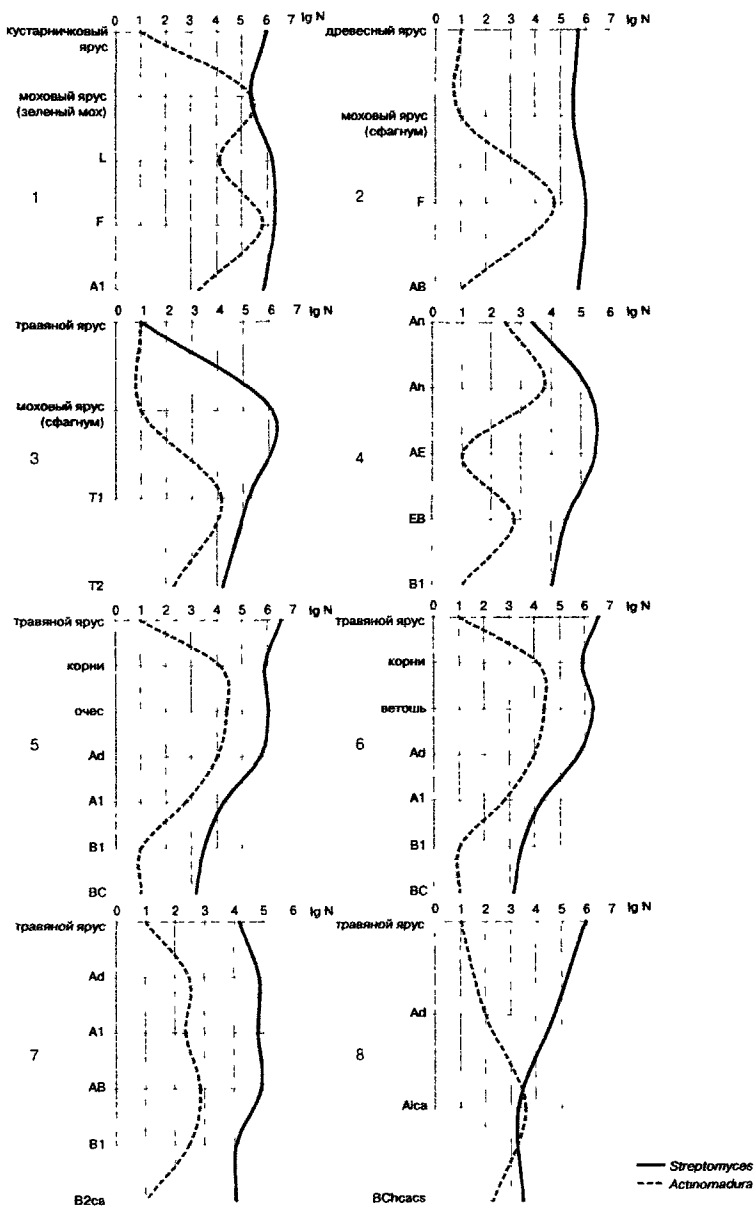 0 1 2 3 4 5 6 7 lg N
кустарничковый
ярус
моховый ярус
(зеленый мох)
L
1
F
A1
0 1 2 3 4 5 6 7 lg N
древесный ярус
моховый ярус
(сфагнум)
2
F
AB
0 1 2 3 4 5 6 7 lg N
травяной ярус
моховый ярус
(сфагнум)
3
T1
T2
0 1 2 3 4 5 6 7 lg N
An
Ah
4
AE
EB
B1
0 1 2 3 4 5 6 7 lg N
травяной ярус
корни
очес
5
Ad
A1
B1
BC
0 1 2 3 4 5 6 7 lg N
травяной ярус
корни
ветошь
6
Ad
A1
B1
BC
0 1 2 3 4 5 6 lg N
травяной ярус
Ad
A1
7
AB
B1
B2ca
0 1 2 3 4 5 6 7 lg N
травяной ярус
Ad
8
AIca
BChcacs
Streptomyces
Actinomadura